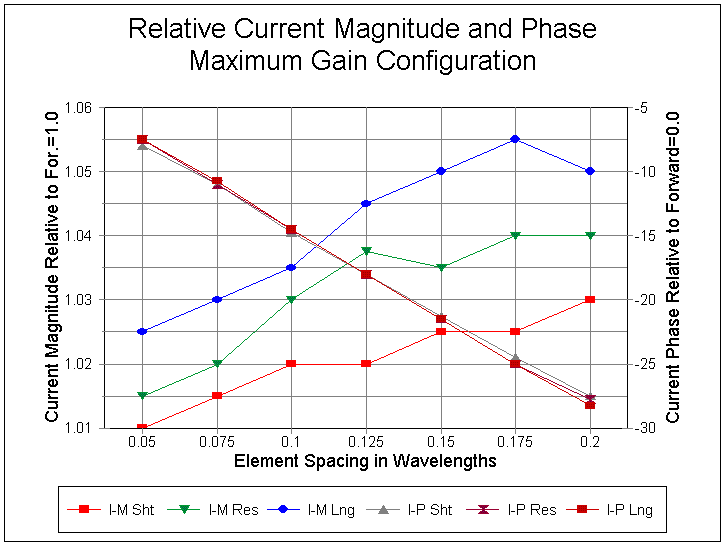 Relative Current Magnitude and Phase
Maximum Gain Configuration
Current Magnitude Relative to For.=1.0
1.06
1.05
1.04
1.03
1.02
1.01
-5
-10
-15
-20
-25
-30
Current Phase Relative to Forward=0.0
0.05 0.075 0.1 0.125 0.15 0.175 0.2
Element Spacing in Wavelengths
I-M Sht I-M Res I-M Lng I-P Sht I-P Res I-P Lng